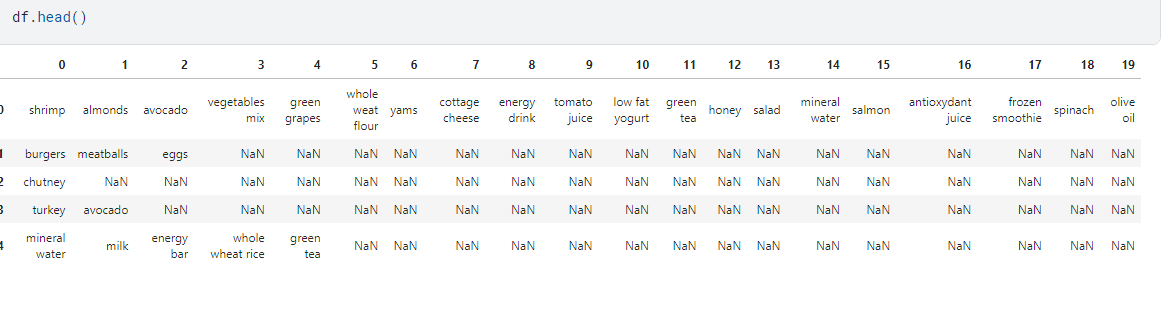 df.head()
0 1 2 3 4 5 6 7 8 9 10 11 12 13 14 15 16 17 18 19
0 shrimp almonds avocado vegetables mix green grapes whole weat flour yams cottage cheese energy drink tomato juice low fat yogurt green tea honey salad mineral water salmon antioxydant juice frozen smoothie spinach olive oil
1 burgers meatballs eggs NaN NaN NaN NaN NaN NaN NaN NaN NaN NaN NaN NaN NaN NaN NaN NaN NaN
2 chutney NaN NaN NaN NaN NaN NaN NaN NaN NaN NaN NaN NaN NaN NaN NaN NaN NaN NaN NaN
3 turkey avocado NaN NaN NaN NaN NaN NaN NaN NaN NaN NaN NaN NaN NaN NaN NaN NaN NaN NaN
4 mineral water milk energy bar whole wheat rice green tea NaN NaN NaN NaN NaN NaN NaN NaN NaN NaN NaN NaN NaN NaN NaN